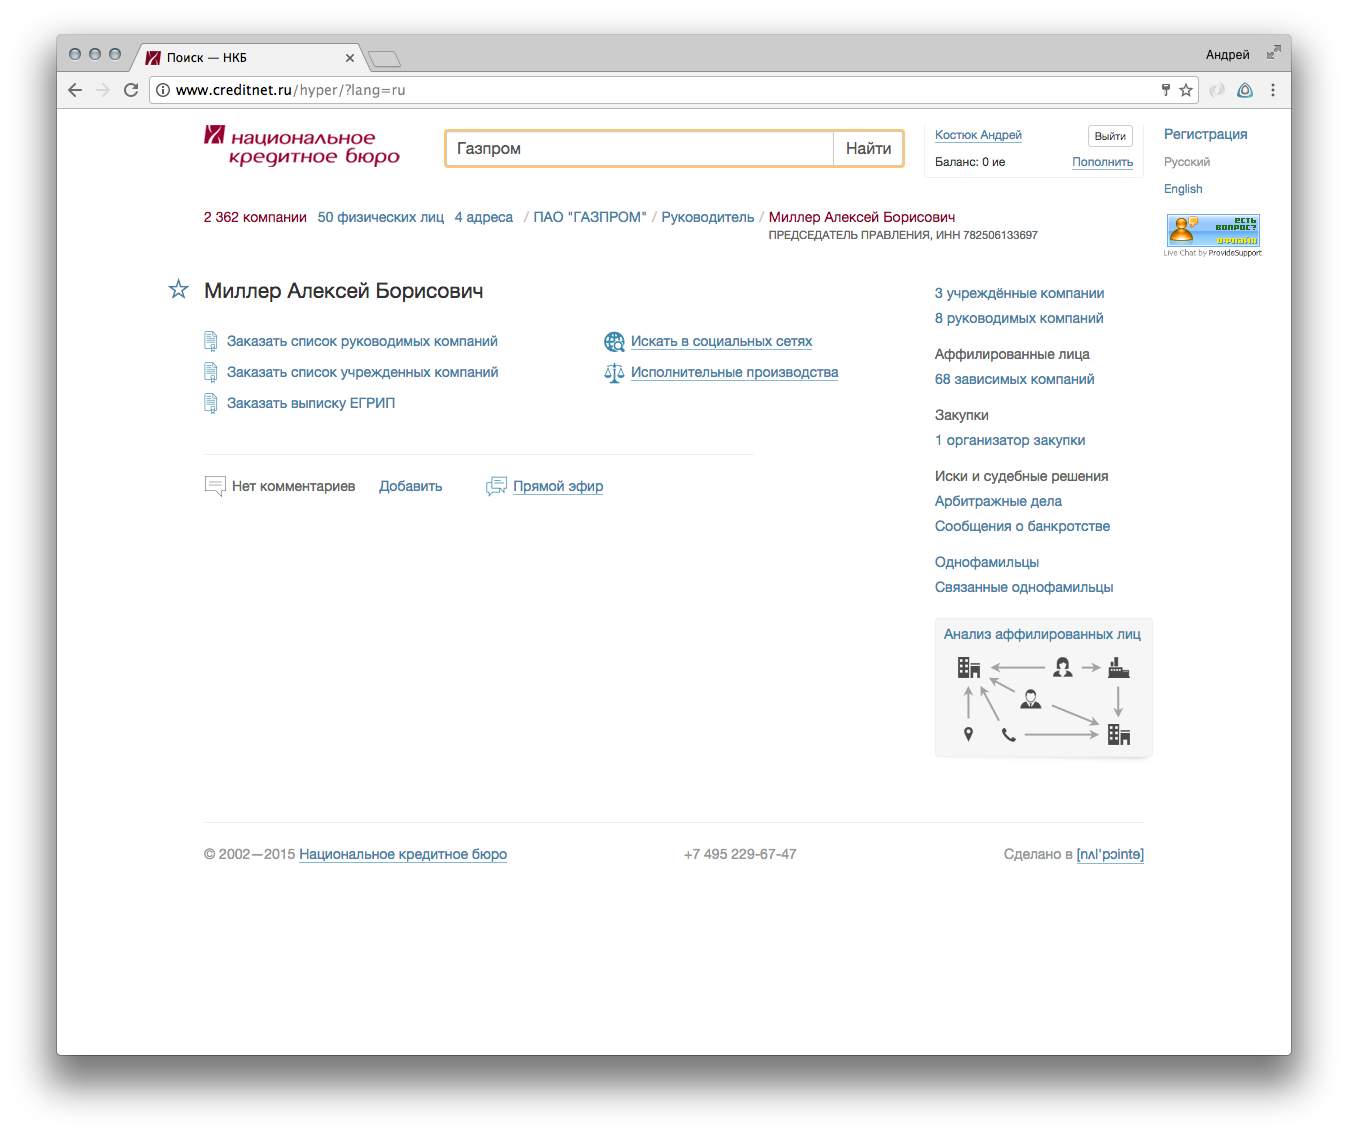 Поиск — НКБ
Андрей
www.creditnet.ru/hyper/?lang=ru
национальное
кредитное бюро
Газпром
Найти
Костюк Андрей
Выйти
Баланс: 0 ие
Пополнить
Регистрация
Русский
English
ЕСТЬ
ВОПРОС?
ОФЛАЙН
Live Chat by ProvideSupport
2 362 компании 50 физических лиц 4 адреса / ПАО "ГАЗПРОМ" / Руководитель / Миллер Алексей Борисович
ПРЕДСЕДАТЕЛЬ ПРАВЛЕНИЯ, ИНН 782506133697
Миллер Алексей Борисович
Заказать список руководимых компаний
Заказать список учрежденных компаний
Заказать выписку ЕГРИП
Искать в социальных сетях
Исполнительные производства
Нет комментариев Добавить Прямой эфир
3 учреждённые компании
8 руководимых компаний
Аффилированные лица
68 зависимых компаний
Закупки
1 организатор закупки
Иски и судебные решения
Арбитражные дела
Сообщения о банкротстве
Однофамильцы
Связанные однофамильцы
Анализ аффилированных лиц
© 2002—2015 Национальное кредитное бюро
+7 495 229-67-47
Сделано в [nʌl'pɔintɵ]